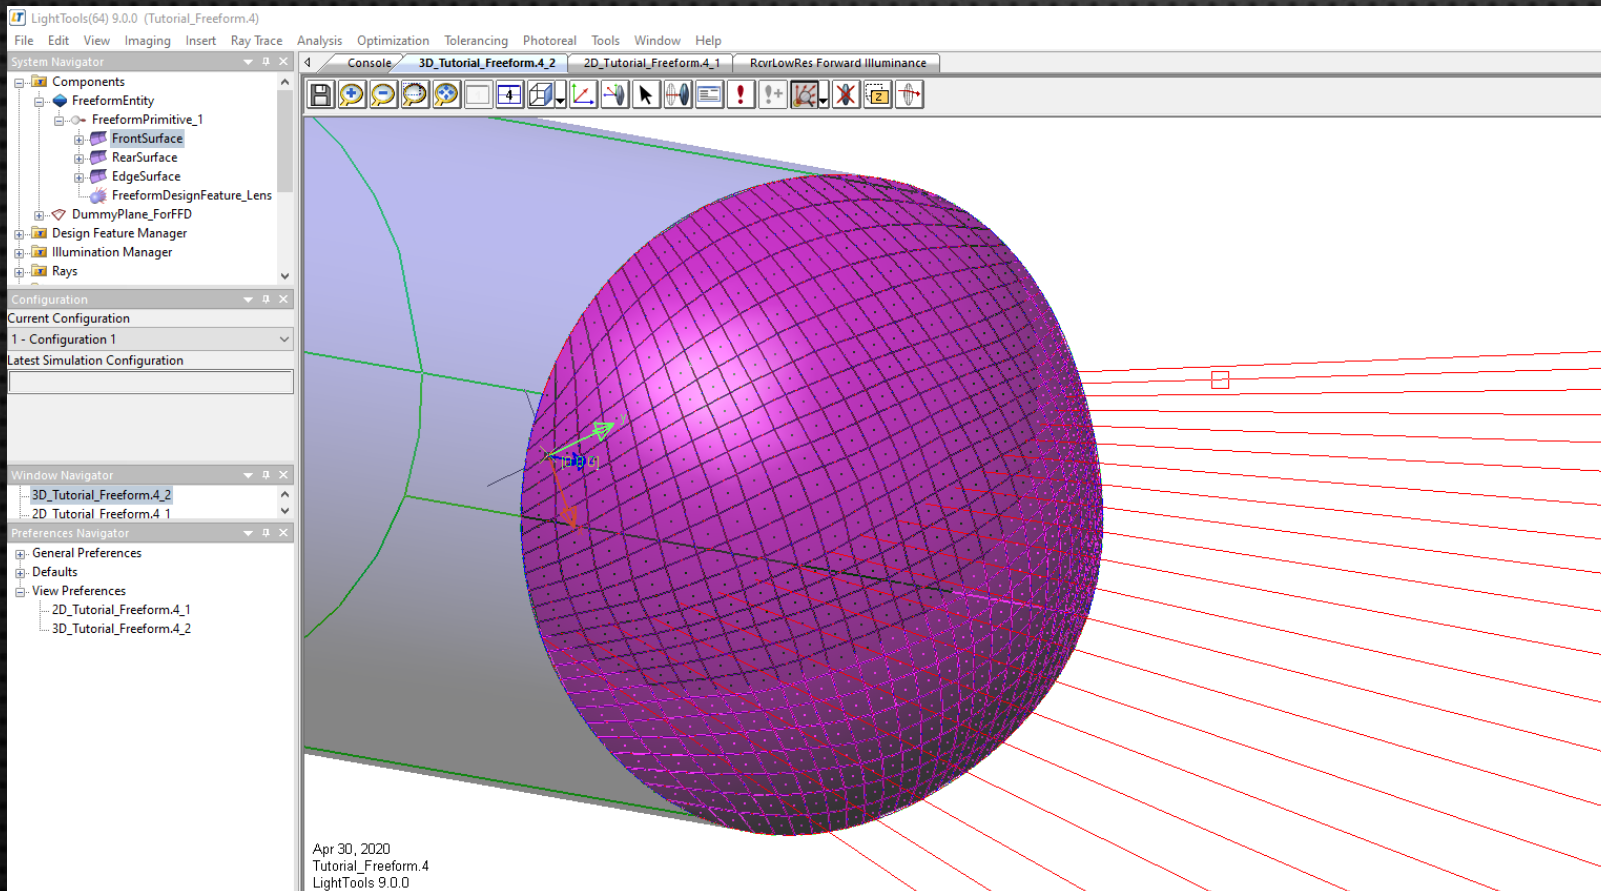 LightTools(64) 9.0.0 (Tutorial_Freeform.4)
File Edit View Imaging Insert Ray Trace Analysis Optimization Tolerancing Photoreal Tools Window Help
System Navigator
Console 3D_Tutorial_Freeform.4_2 2D_Tutorial_Freeform.4_1 RcvrLowRes Forward Illuminance
Components
FreeformEntity
FreeformPrimitive_1
FrontSurface
RearSurface
EdgeSurface
FreeformDesignFeature_Lens
DummyPlane_ForFFD
Design Feature Manager
Illumination Manager
Rays
Configuration
Current Configuration
1 - Configuration 1
Latest Simulation Configuration
Window Navigator
3D_Tutorial_Freeform.4_2
2D_Tutorial_Freeform.4_1
Preferences Navigator
General Preferences
Defaults
View Preferences
2D_Tutorial_Freeform.4_1
3D_Tutorial_Freeform.4_2
Y
Apr 30, 2020
Tutorial_Freeform.4
LightTools 9.0.0